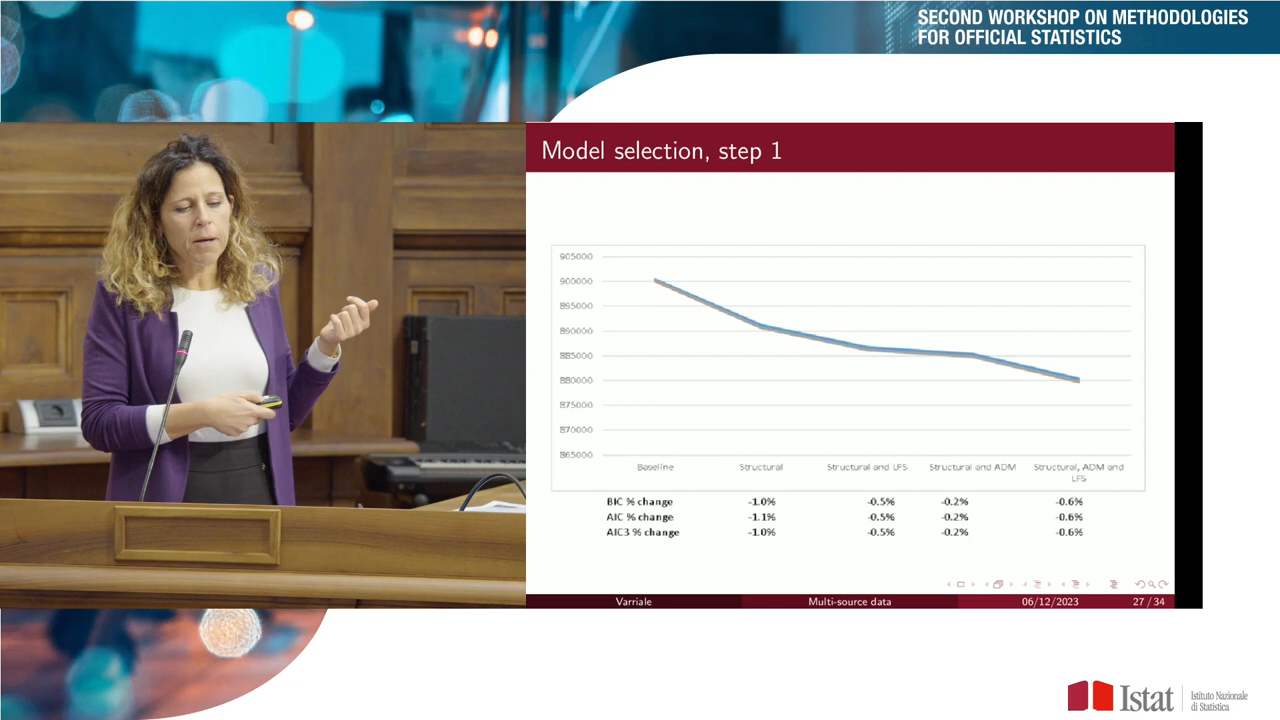 SECOND WORKSHOP ON METHODOLOGIES
FOR OFFICIAL STATISTICS
Model selection, step 1
905000
900000
895000
890000
885000
880000
875000
870000
865000
Baseline
Structural
Structural and LFS
Structural and ADM
Structural, ADM and
LFS
BIC % change -1.0% -0.5% -0.2% -0.6%
AIC % change -1.1% -0.5% -0.2% -0.6%
AIC3 % change -1.0% -0.5% -0.2% -0.6%
Varriale Multi-source data 06/12/2023 27 / 34
Istat
Istituto Nazionale
di Statistica